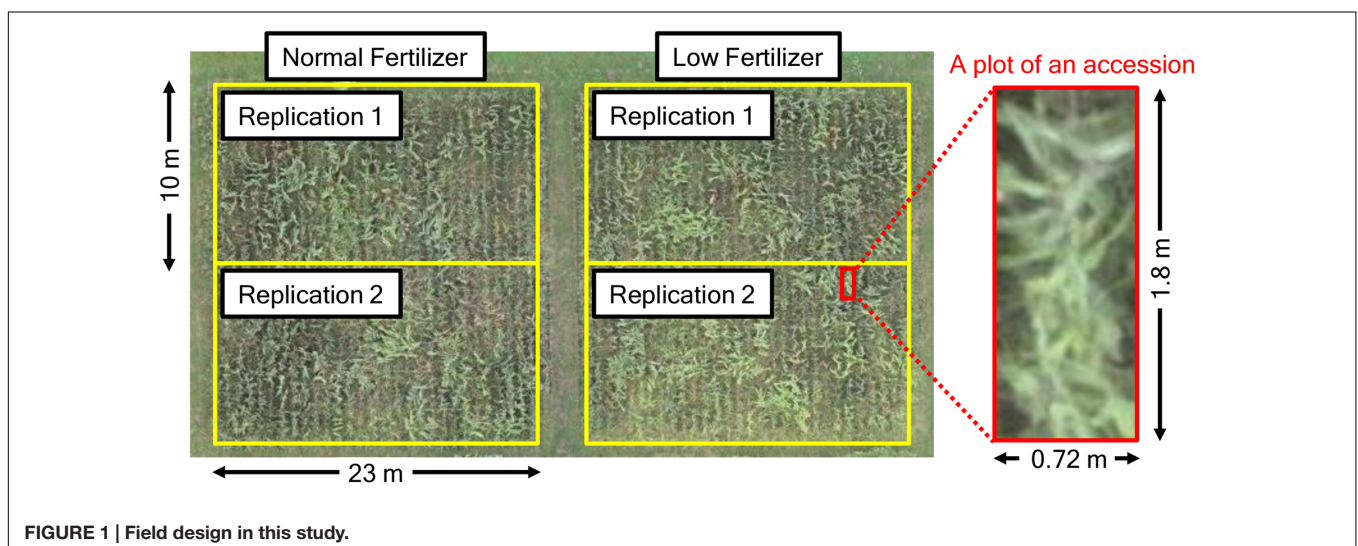 Normal Fertilizer
Low Fertilizer
A plot of an accession
Replication 1
Replication 1
10 m
Replication 2
Replication 2
1.8 m
23 m
0.72 m
FIGURE 1 | Field design in this study.